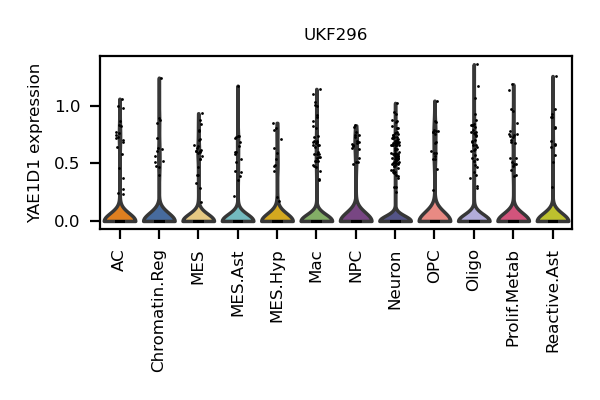 UKF296
YAE1D1 expression
1.0
0.5
0.0
AC
Chromatin.Reg
MES
MES.Ast
MES.Hyp
Mac
NPC
Neuron
OPC
Oligo
Prolif.Metab
Reactive.Ast